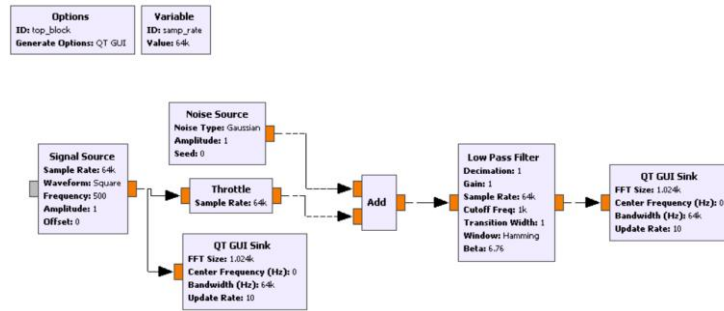 Options
ID: top_block
Generate Options: QT GUI
Variable
ID: samp_rate
Value: 64k
Noise Source
Noise Type: Gaussian
Amplitude: 1
Seed: 0
Signal Source
Sample Rate: 64k
Waveform: Square
Frequency: 500
Amplitude: 1
Offset: 0
Throttle
Sample Rate: 64k
Add
Low Pass Filter
Decimation: 1
Gain: 1
Sample Rate: 64k
Cutoff Freq: 1k
Transition Width: 1
Window: Hamming
Beta: 6.76
QT GUI Sink
FFT Size: 1.024k
Center Frequency (Hz): 0
Bandwidth (Hz): 64k
Update Rate: 10
QT GUI Sink
FFT Size: 1.024k
Center Frequency (Hz): 0
Bandwidth (Hz): 64k
Update Rate: 10